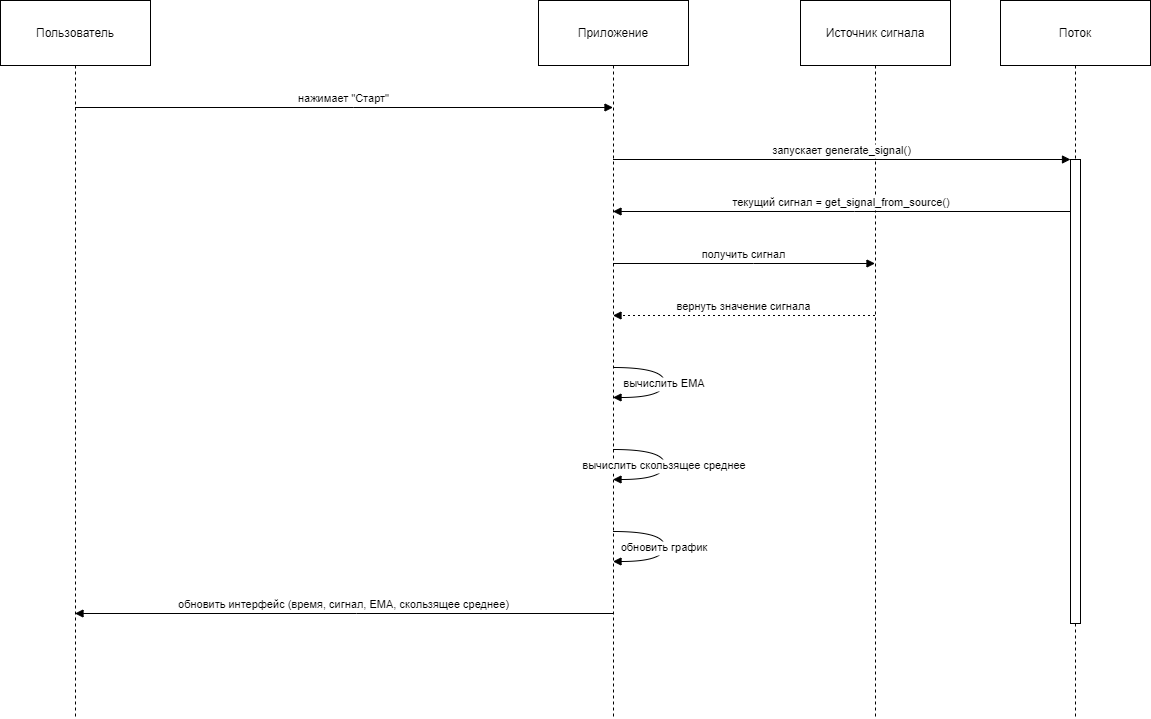 Пользователь
Приложение
Источник сигнала
Поток
нажимает "Старт"
запускает generate_signal()
текущий сигнал = get_signal_from_source()
получить сигнал
вернуть значение сигнала
вычислить EMA
вычислить скользящее среднее
обновить график
обновить интерфейс (время, сигнал, EMA, скользящее среднее)